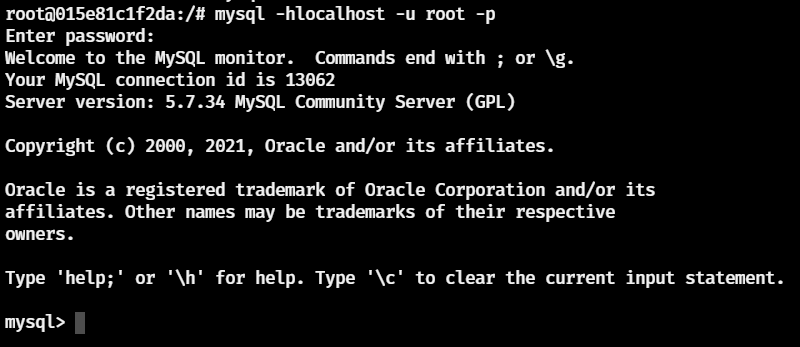 root@015e81c1f2da:/# mysql -hlocalhost -u root -p
Enter password:
Welcome to the MySQL monitor.  Commands end with ; or \g.
Your MySQL connection id is 13062
Server version: 5.7.34 MySQL Community Server (GPL)

Copyright (c) 2000, 2021, Oracle and/or its affiliates.

Oracle is a registered trademark of Oracle Corporation and/or its
affiliates. Other names may be trademarks of their respective
owners.

Type 'help;' or '\h' for help. Type '\c' to clear the current input statement.

mysql>